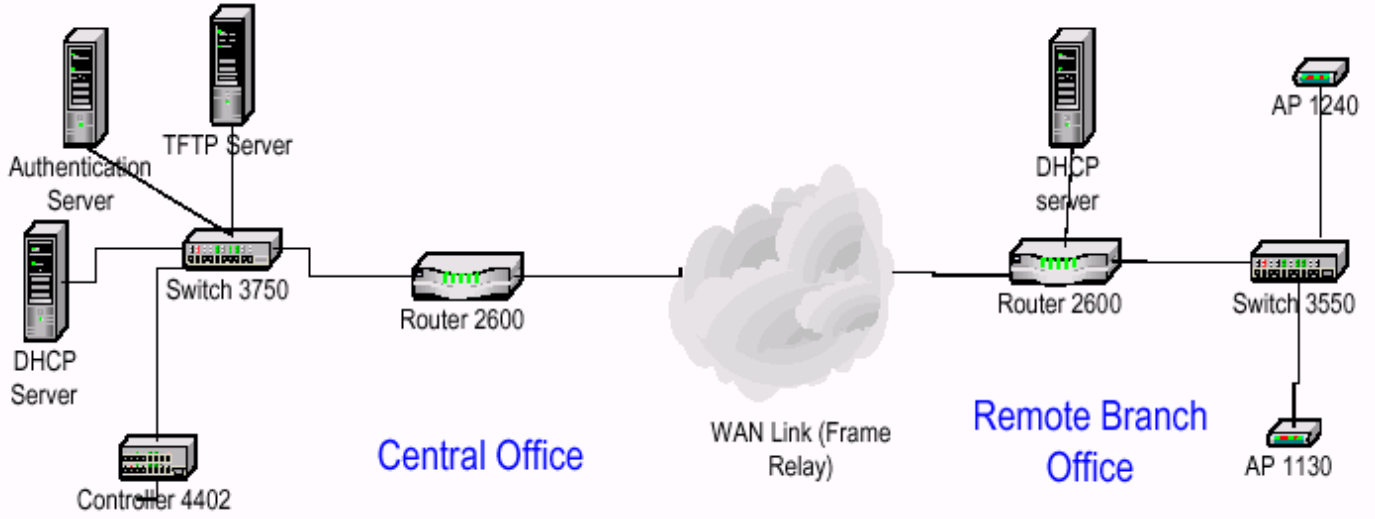 Authentication
Server
TFTP Server
DHCP
Server
Switch 3750
Controller 4402
Router 2600
Central Office
WAN Link (Frame
Relay)
DHCP
server
Router 2600
Remote Branch
Office
AP 1240
Switch 3550
AP 1130